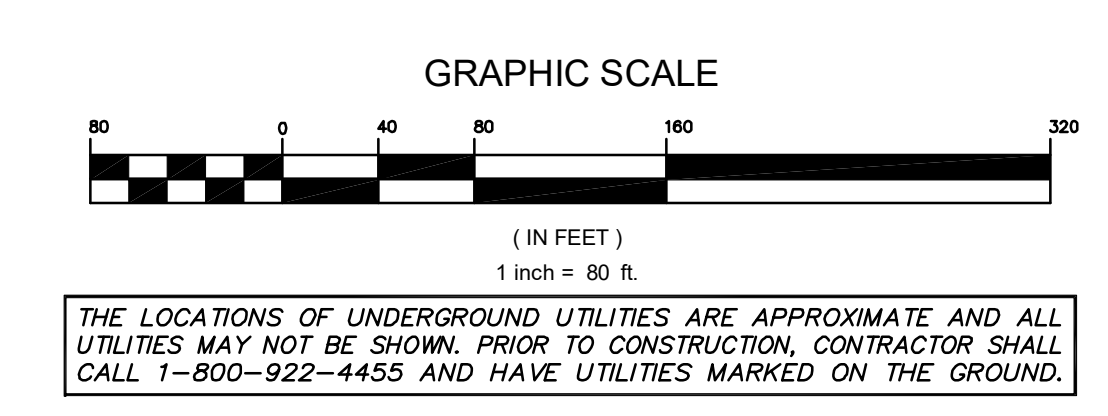 GRAPHIC SCALE
80 0 40 80 160 320
( IN FEET )
1 inch = 80 ft.
THE LOCATIONS OF UNDERGROUND UTILITIES ARE APPROXIMATE AND ALL
UTILITIES MAY NOT BE SHOWN. PRIOR TO CONSTRUCTION, CONTRACTOR SHALL
CALL 1-800-922-4455 AND HAVE UTILITIES MARKED ON THE GROUND.